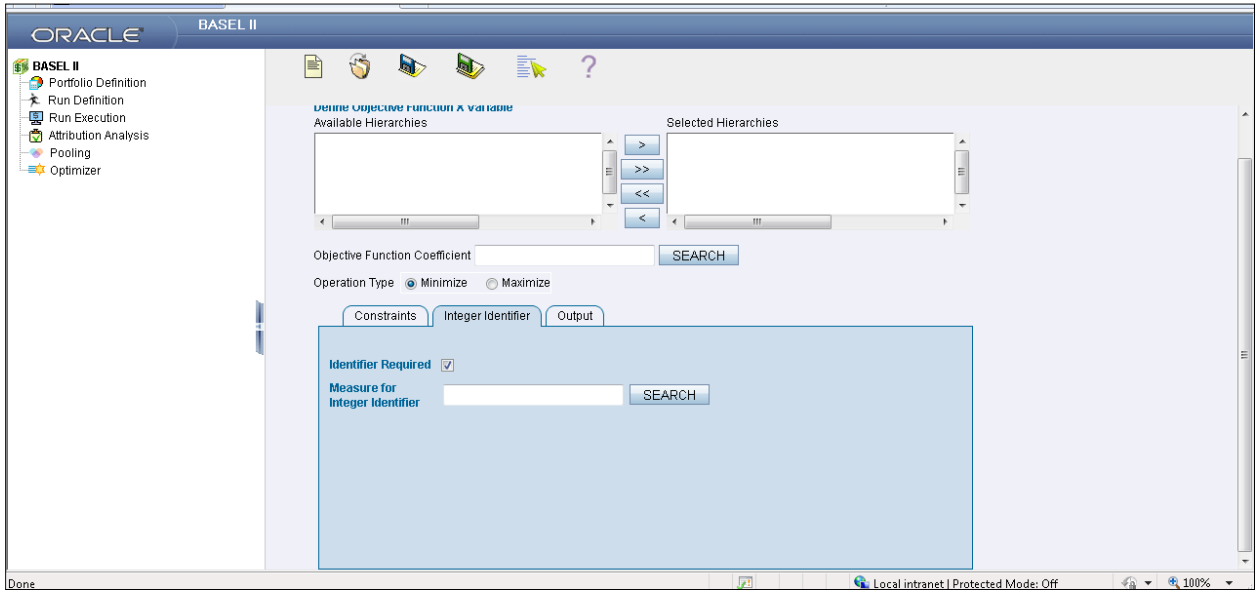 ORACLE
BASEL II
BASEL II
Portfolio Definition
Run Definition
Run Execution
Attribution Analysis
Pooling
Optimizer
?
Define Objective Function X Variable
Available Hierarchies
Selected Hierarchies
>
>>
<<
<
Objective Function Coefficient
SEARCH
Operation Type
Minimize
Maximize
Constraints
Integer Identifier
Output
Identifier Required
Measure for
Integer Identifier
SEARCH
Done
Local intranet | Protected Mode: Off
100%